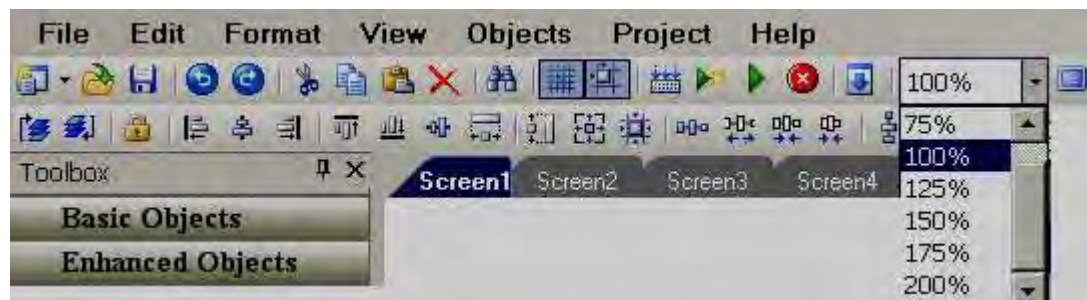 File Edit Format View Objects Project Help
100%
75%
Toolbox
100%
Screen1 Screen2 Screen3 Screen4
125%
Basic Objects
150%
Enhanced Objects
175%
200%